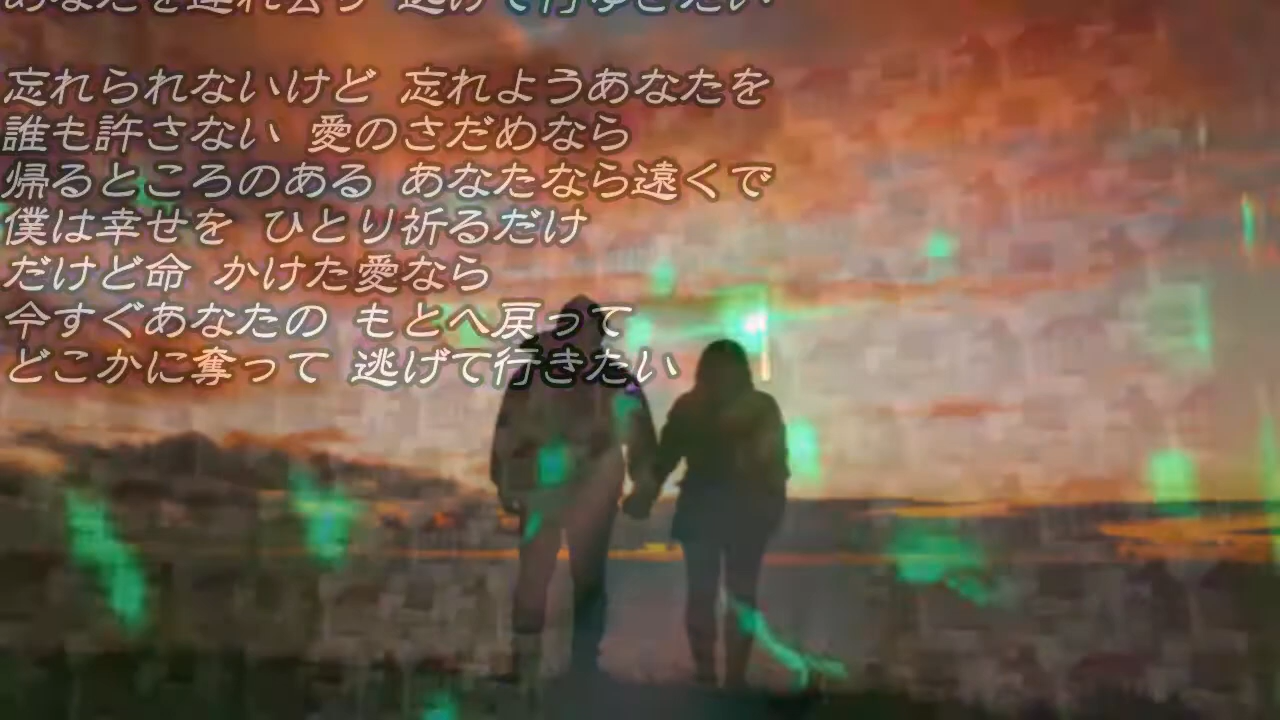 忘れられないけど 忘れようあなたを
誰も許さない 愛のさだめなら
帰るところのある あなたなら遠くで
僕は幸せを ひとり祈るだけ
だけど命 かけた愛なら
今すぐあなたの もとへ戻って
どこかに奪って 逃げて行きたい